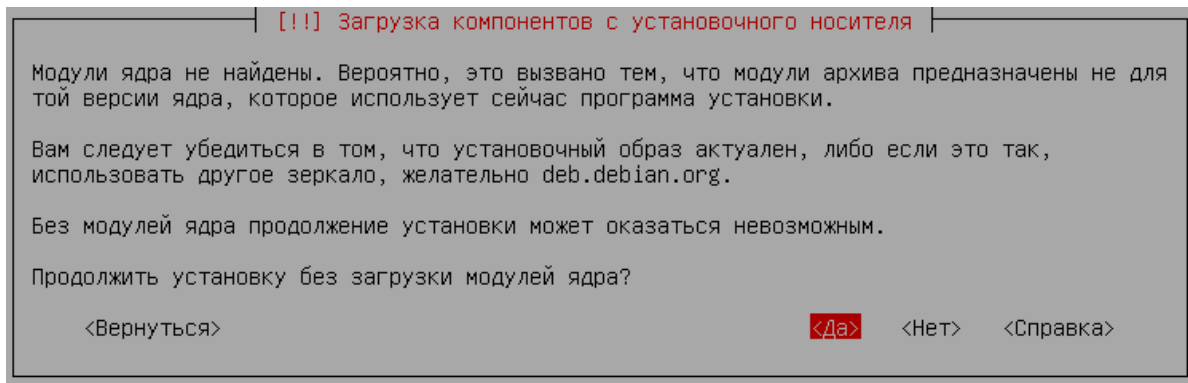 [!!] Загрузка компонентов с установочного носителя
Модули ядра не найдены. Вероятно, это вызвано тем, что модули архива предназначены не для
той версии ядра, которое использует сейчас программа установки.
Вам следует убедиться в том, что установочный образ актуален, либо если это так,
использовать другое зеркало, желательно deb.debian.org.
Без модулей ядра продолжение установки может оказаться невозможным.
Продолжить установку без загрузки модулей ядра?
<Вернуться> <Да> <Нет> <Справка>